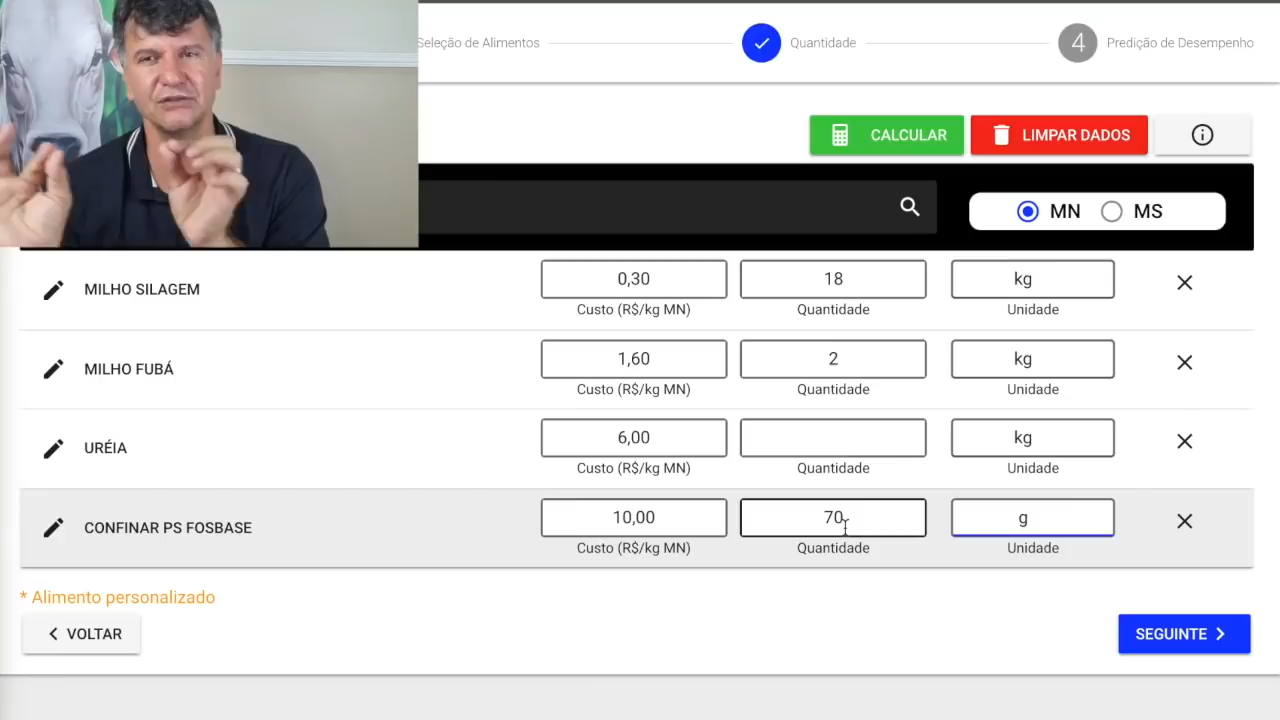 Seleção de Alimentos
Quantidade
4 Predição de Desempenho
CALCULAR
LIMPAR DADOS
MN MS
MILHO SILAGEM 0,30 18 kg
Custo (R$/kg MN) Quantidade Unidade
MILHO FUBÁ 1,60 2 kg
Custo (R$/kg MN) Quantidade Unidade
URÉIA 6,00 kg
Custo (R$/kg MN) Quantidade Unidade
CONFINAR PS FOSBASE 10,00 70 g
Custo (R$/kg MN) Quantidade Unidade
* Alimento personalizado
VOLTAR
SEGUINTE